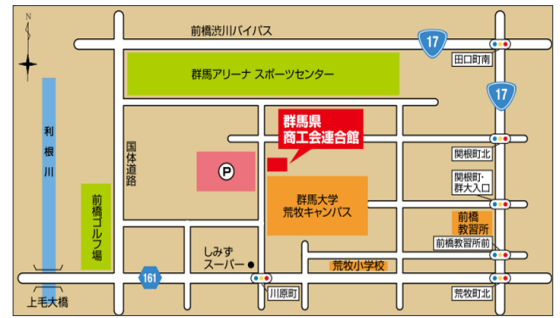 N
前橋渋川バイパス
17
田口町南
群馬アリーナ スポーツセンター
17
群馬県
商工会連合館
利根川
国体道路
P
関根町北
関根町・
群大入口
群馬大学
荒牧キャンパス
前橋ゴルフ場
前橋
教習所
前橋教習所前
しみず
スーパー
荒牧小学校
161
川原町
荒牧町北
上毛大橋